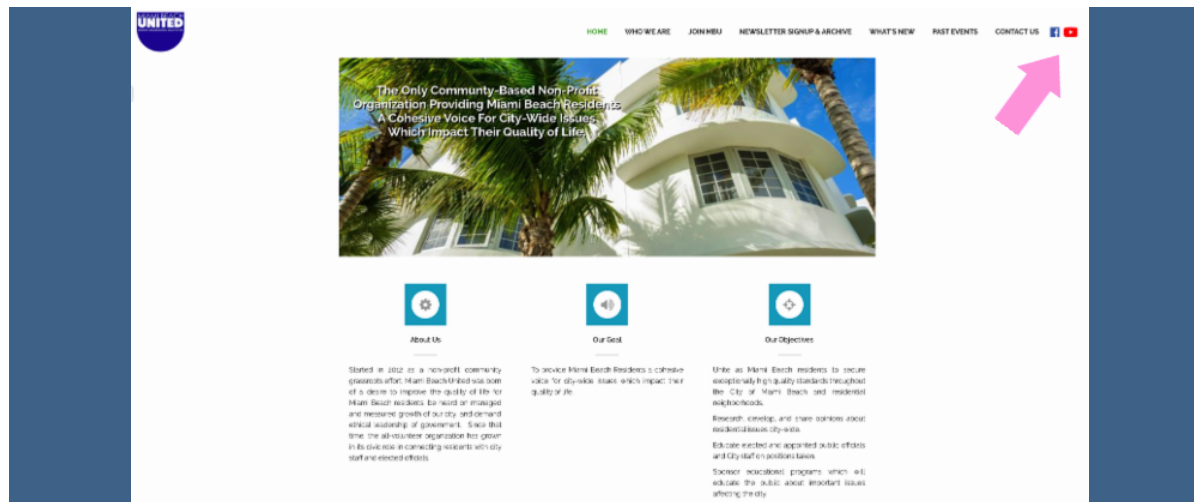 MIAMI BEACH
UNITED
HOME WHO WE ARE JOIN MBU NEWSLETTER SIGNUP & ARCHIVE WHAT'S NEW PAST EVENTS CONTACT US
The Only Communty-Based Non-Profit
Organization Providing Miami Beach Residents
A Cohesive Voice For City-Wide Issues
Which Impact Their Quality of Life.
About Us
Started in 2012 as a non-profit community
grassroots effort, Miami Beach United was born
of a desire to improve the quality of life for
Miami Beach residents, be heard on managed
and measured growth of our city, and demand
ethical leadership of government. Since that
time, the all-volunteer organization has grown
in its civic role in connecting residents with city
staff and elected officials.
Our Goal
To provide Miami Beach Residents a cohesive
voice for city-wide issues which impact their
quality of life.
Our Objectives
Unite as Miami Beach residents to secure
exceptionally high quality standards throughout
the City of Miami Beach and residential
neighborhoods.
Research, develop, and share opinions about
residential issues city-wide.
Educate elected and appointed public officials
and City staff on positions taken.
Sponsor educational programs which will
educate the public about important issues
affecting the city.